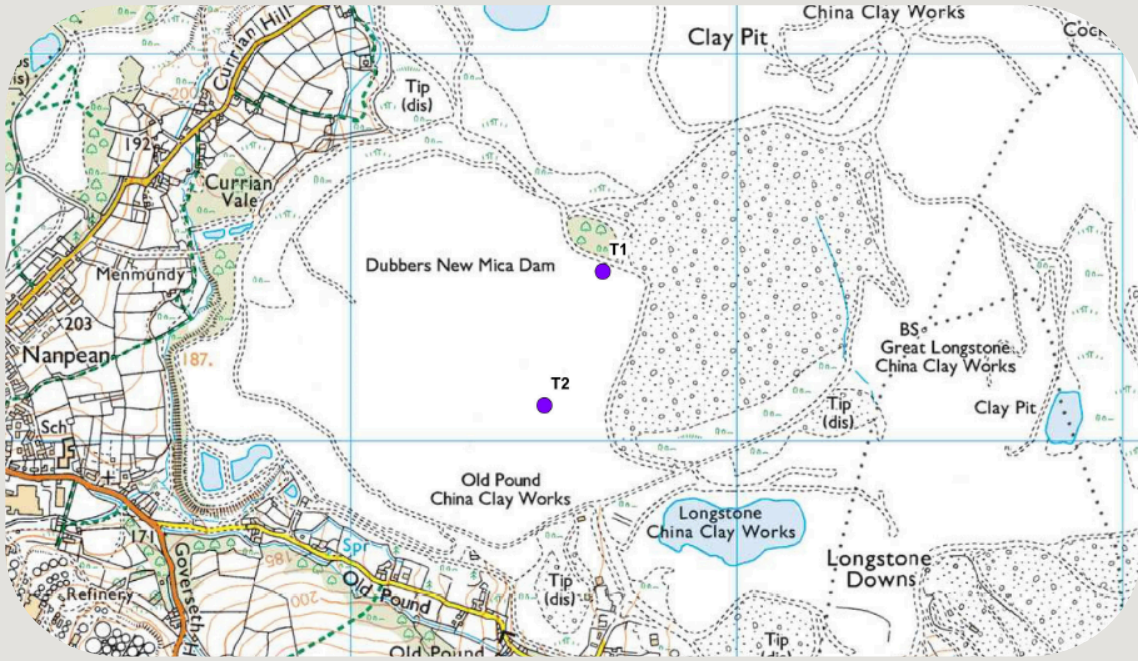 China Clay Works
Currian Hill
Clay Pit
Tip
(dis)
200
192
Currian
Vale
T1
Dubbers New Mica Dam
Menmundy
203
BS
Great Longstone
China Clay Works
Nanpean
187.
T2
Clay Pit
Tip
(dis)
Sch
Old Pound
China Clay Works
Longstone
China Clay Works
171
Spr
185
Longstone
Downs
Tip
(dis)
Old Pound
200
Refinery
Goverseth
Tip
Old Pound